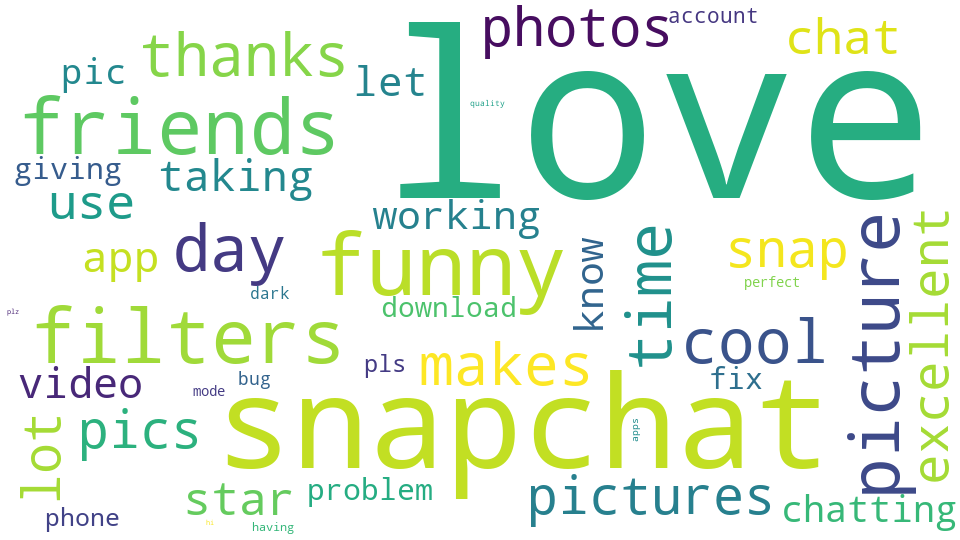 photos
account
chat
thanks
love
pic
let
quality
friends
giving
taking
use
working
day
app
funny
know
time
snap
picture
excellent
perfect
dark
download
plz
filters
cool
makes
pls
video
bug
mode
fix
snapchat
lot
pics
apps
star
problem
pictures
chatting
phone
hi
having